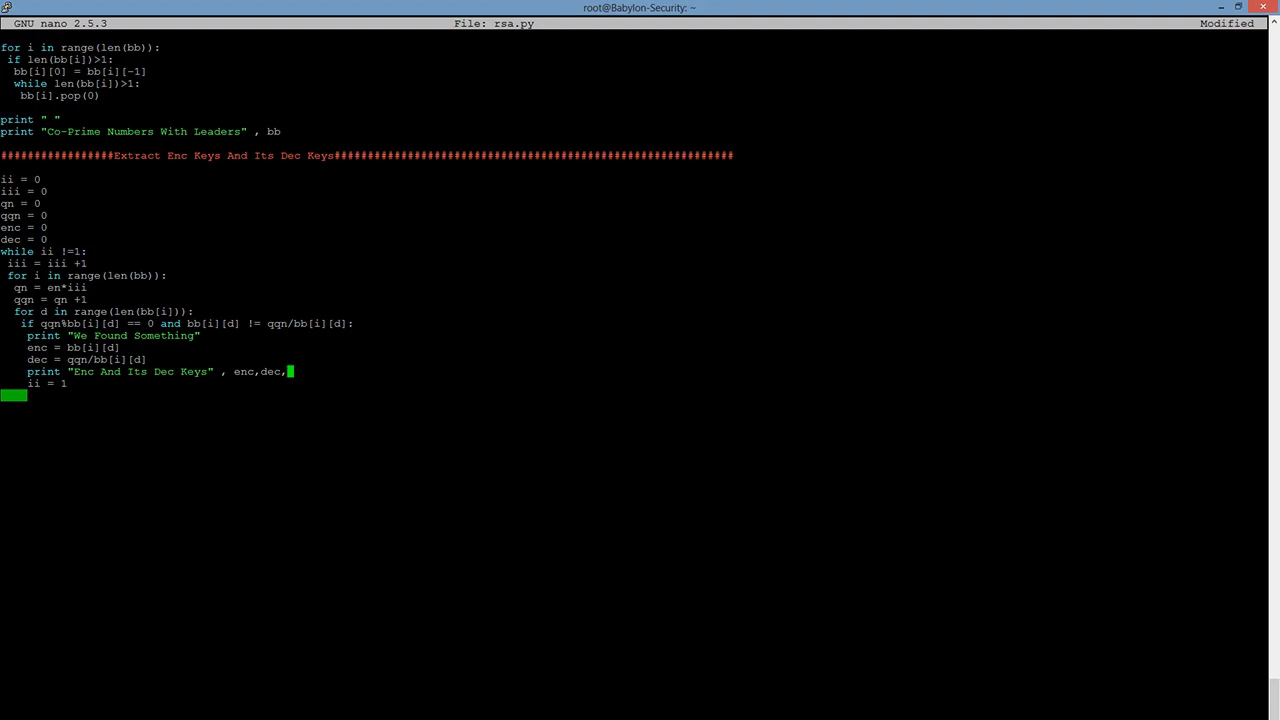 root@Babylon-Security: ~
GNU nano 2.5.3 File: rsa.py Modified
for i in range(len(bb)):
 if len(bb[i])>1:
  bb[i][0] = bb[i][-1]
  while len(bb[i])>1:
   bb[i].pop(0)
print " "
print "Co-Prime Numbers With Leaders" , bb
#################Extract Enc Keys And Its Dec Keys############################################################
ii = 0
iii = 0
qn = 0
qqn = 0
enc = 0
dec = 0
while ii !=1:
 iii = iii +1
 for i in range(len(bb)):
  qn = en*iii
  qqn = qn +1
  for d in range(len(bb[i])):
   if qqn%bb[i][d] == 0 and bb[i][d] != qqn/bb[i][d]:
    print "We Found Something"
    enc = bb[i][d]
    dec = qqn/bb[i][d]
    print "Enc And Its Dec Keys" , enc,dec,
    ii = 1